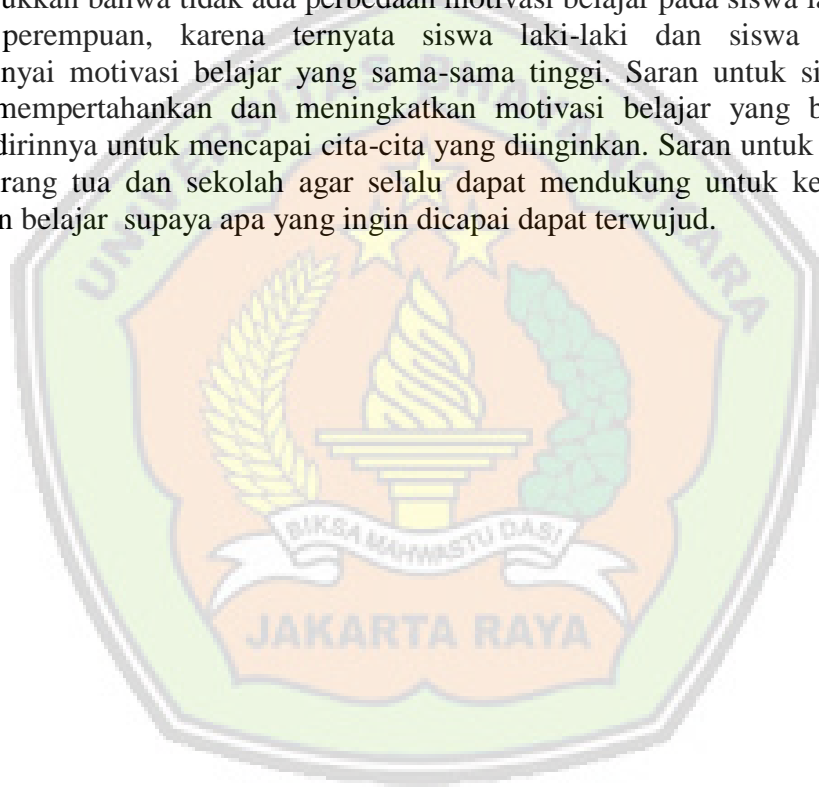 ukkan bahwa tidak ada perbedaan motivasi belajar pada siswa la
perempuan, karena ternyata siswa laki-laki dan siswa
nyai motivasi belajar yang sama-sama tinggi. Saran untuk si
mempertahankan dan meningkatkan motivasi belajar yang b
dirinnya untuk mencapai cita-cita yang diinginkan. Saran untuk
rang tua dan sekolah agar selalu dapat mendukung untuk ke
n belajar supaya apa yang ingin dicapai dapat terwujud.
UNIVERSITAS BHAYANGKARA
BIKSA MAHWASTU DASI
JAKARTA RAYA